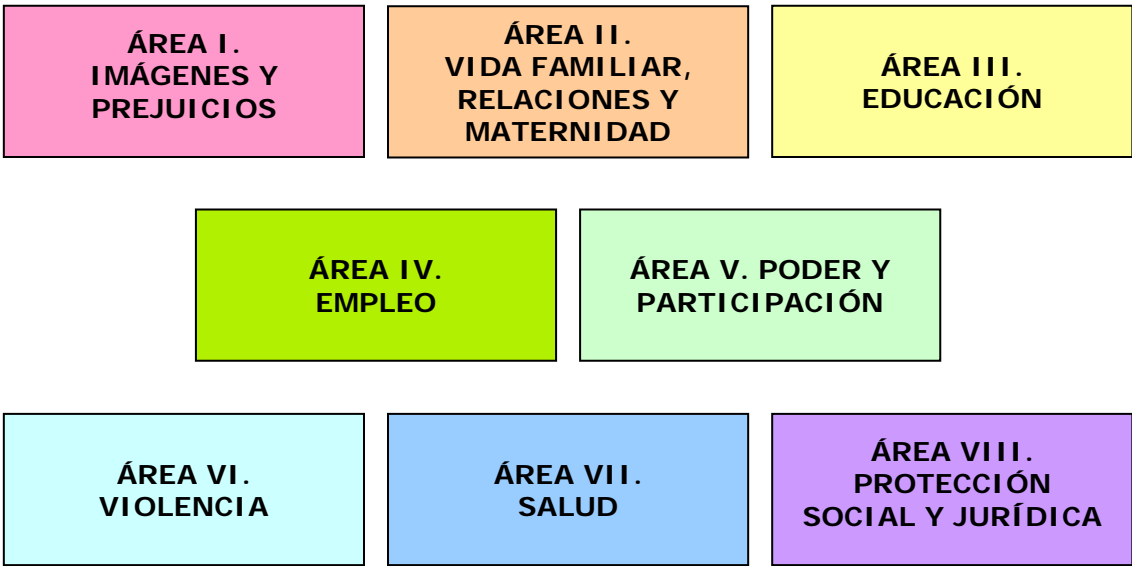 ÁREA I.
IMÁGENES Y
PREJUICIOS
ÁREA II.
VIDA FAMILIAR,
RELACIONES Y
MATERNIDAD
ÁREA III.
EDUCACIÓN
ÁREA IV.
EMPLEO
ÁREA V. PODER Y
PARTICIPACIÓN
ÁREA VI.
VIOLENCIA
ÁREA VII.
SALUD
ÁREA VIII.
PROTECCIÓN
SOCIAL Y JURÍDICA